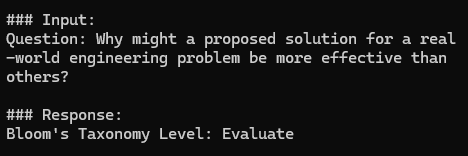 ### Input:
Question: Why might a proposed solution for a real
-world engineering problem be more effective than
others?

### Response:
Bloom's Taxonomy Level: Evaluate